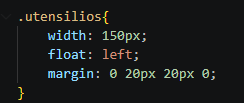 .utensilios{
    width: 150px;
    float: left;
    margin: 0 20px 20px 0;
}